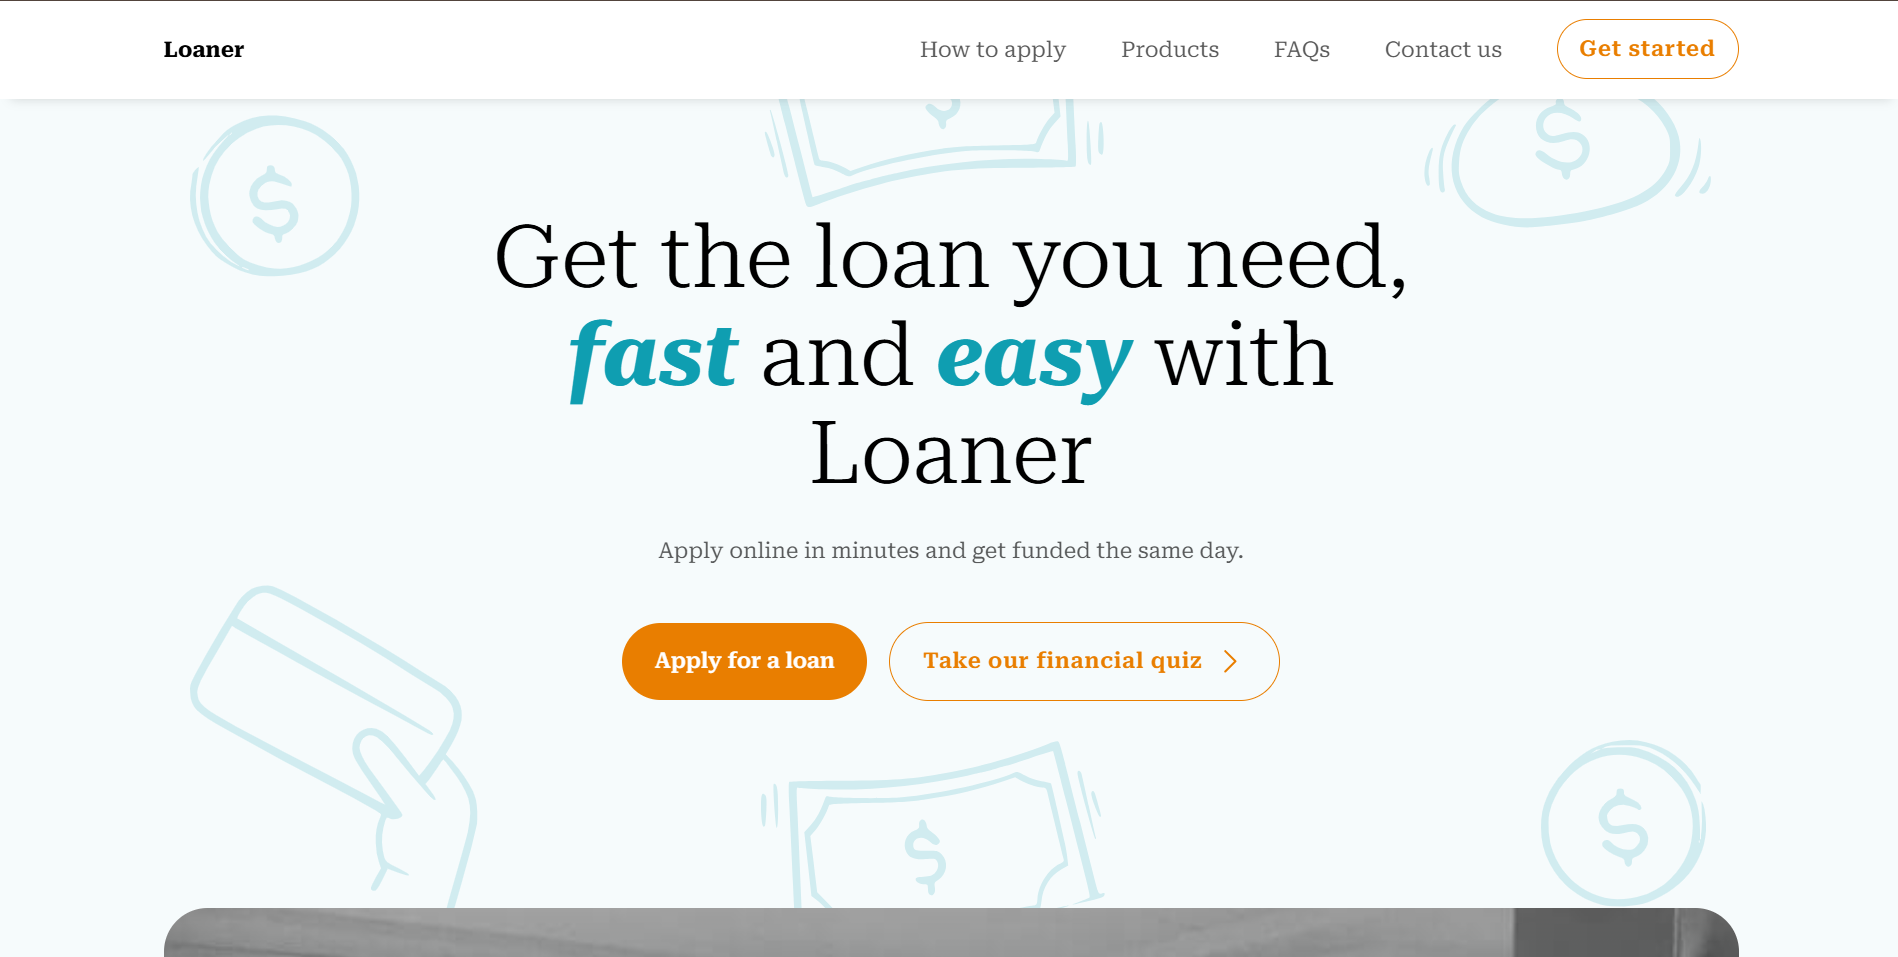 Loaner
How to apply
Products
FAQs
Contact us
Get started
$
$
$
Get the loan you need,
fast and easy with
Loaner
Apply online in minutes and get funded the same day.
Apply for a loan
Take our financial quiz
$
$